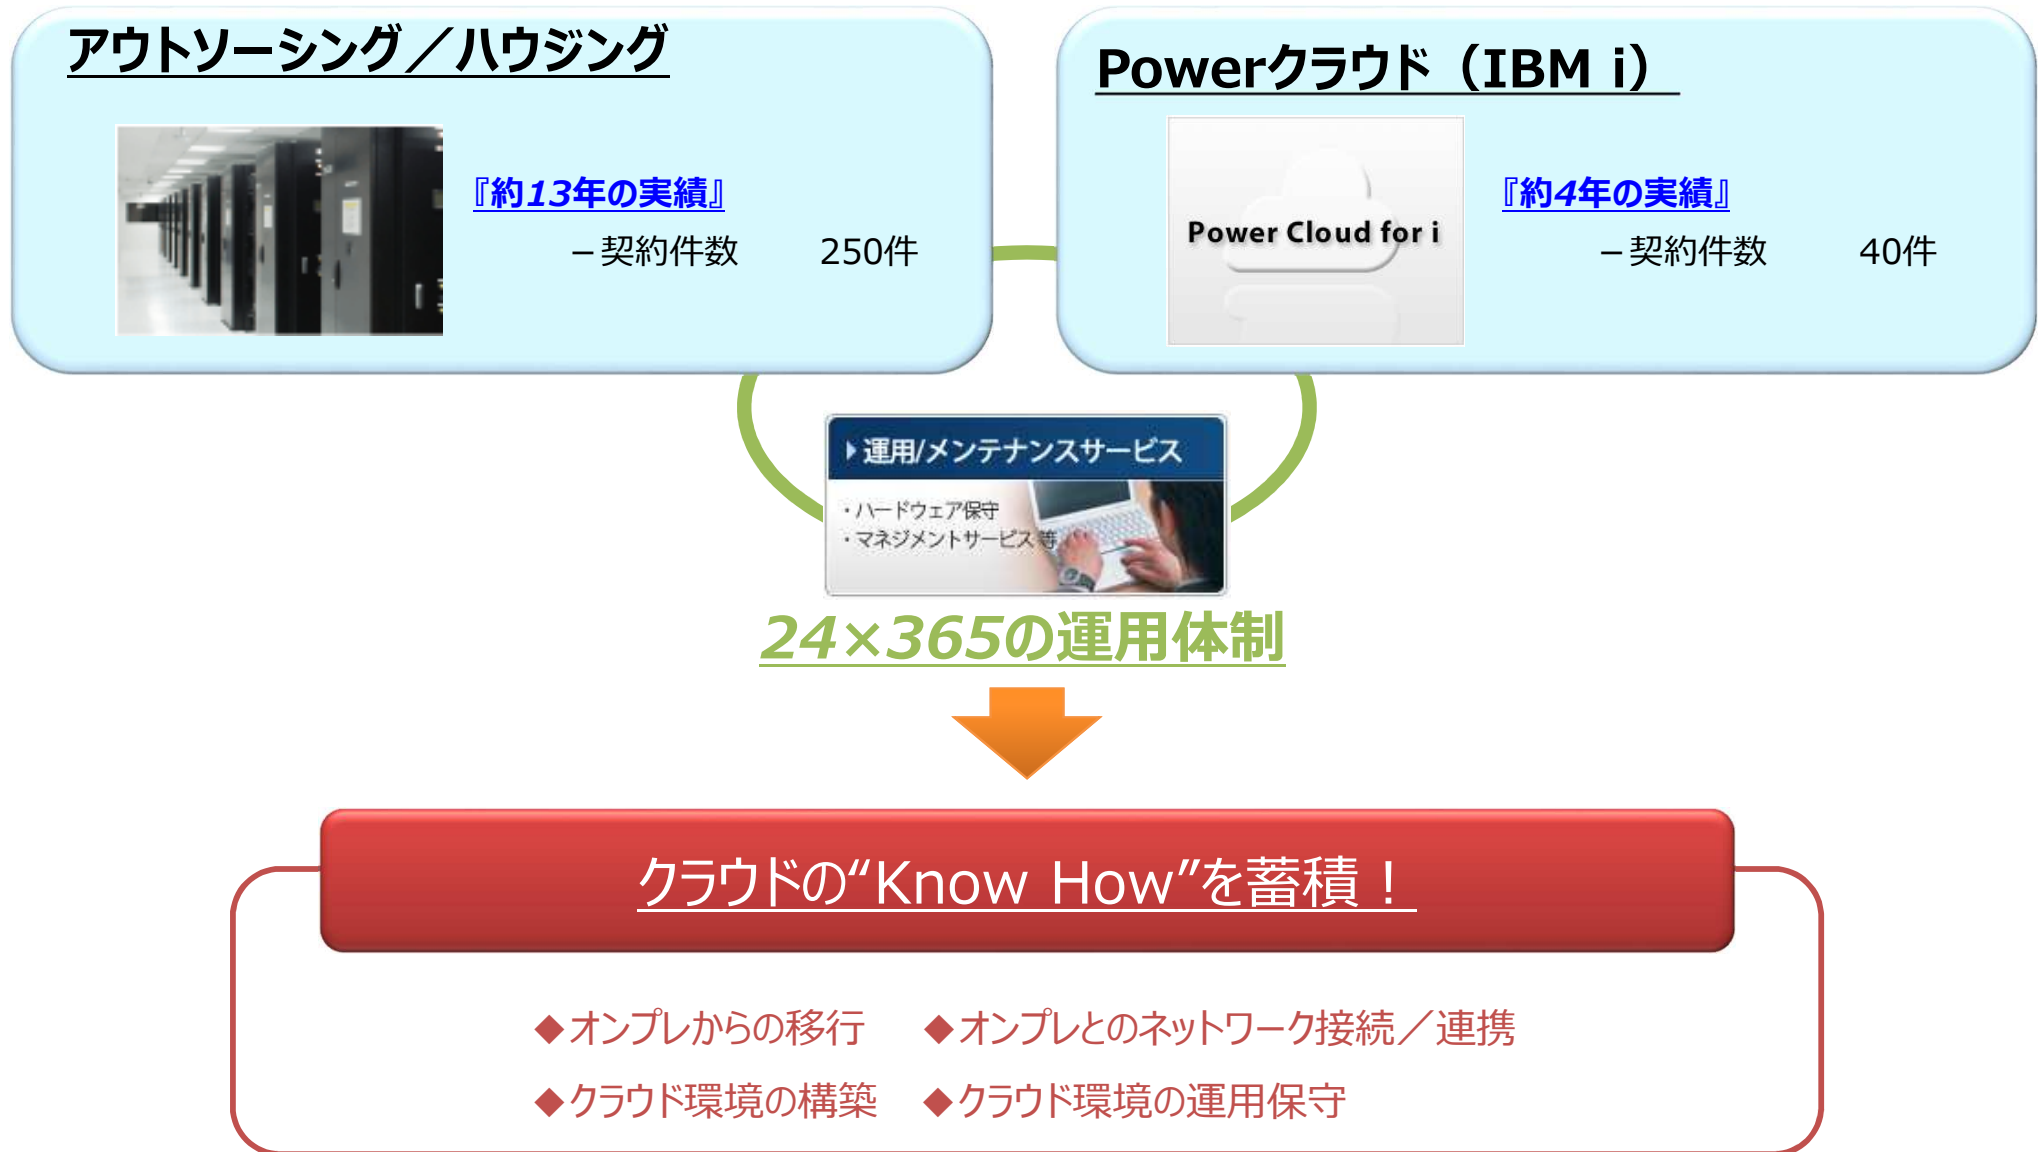 アウトソーシング／ハウジング
『約13年の実績』
－契約件数 250件
Powerクラウド（IBM i）
Power Cloud for i
『約4年の実績』
－契約件数 40件
運用/メンテナンスサービス
・ハードウェア保守
・マネジメントサービス 等
24×365の運用体制
クラウドの“Know How”を蓄積！
◆オンプレからの移行 ◆オンプレとのネットワーク接続／連携
◆クラウド環境の構築 ◆クラウド環境の運用保守